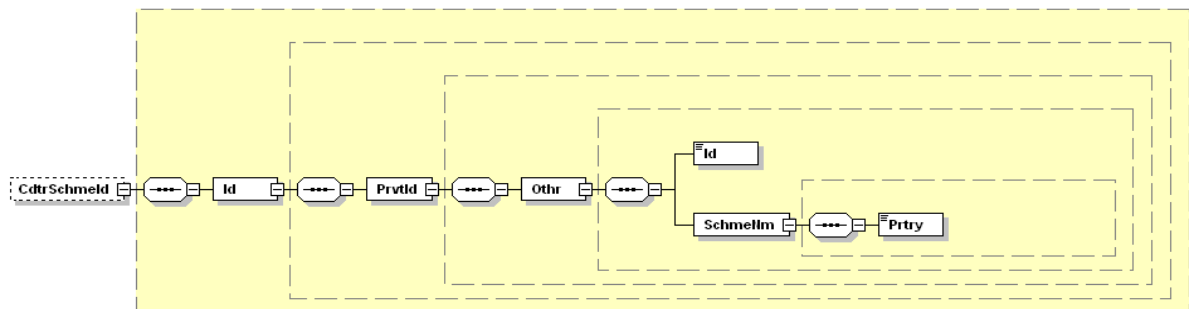 CdtrSchmeId
Id
PrvtId
Othr
Id
SchmeNm
Prtry